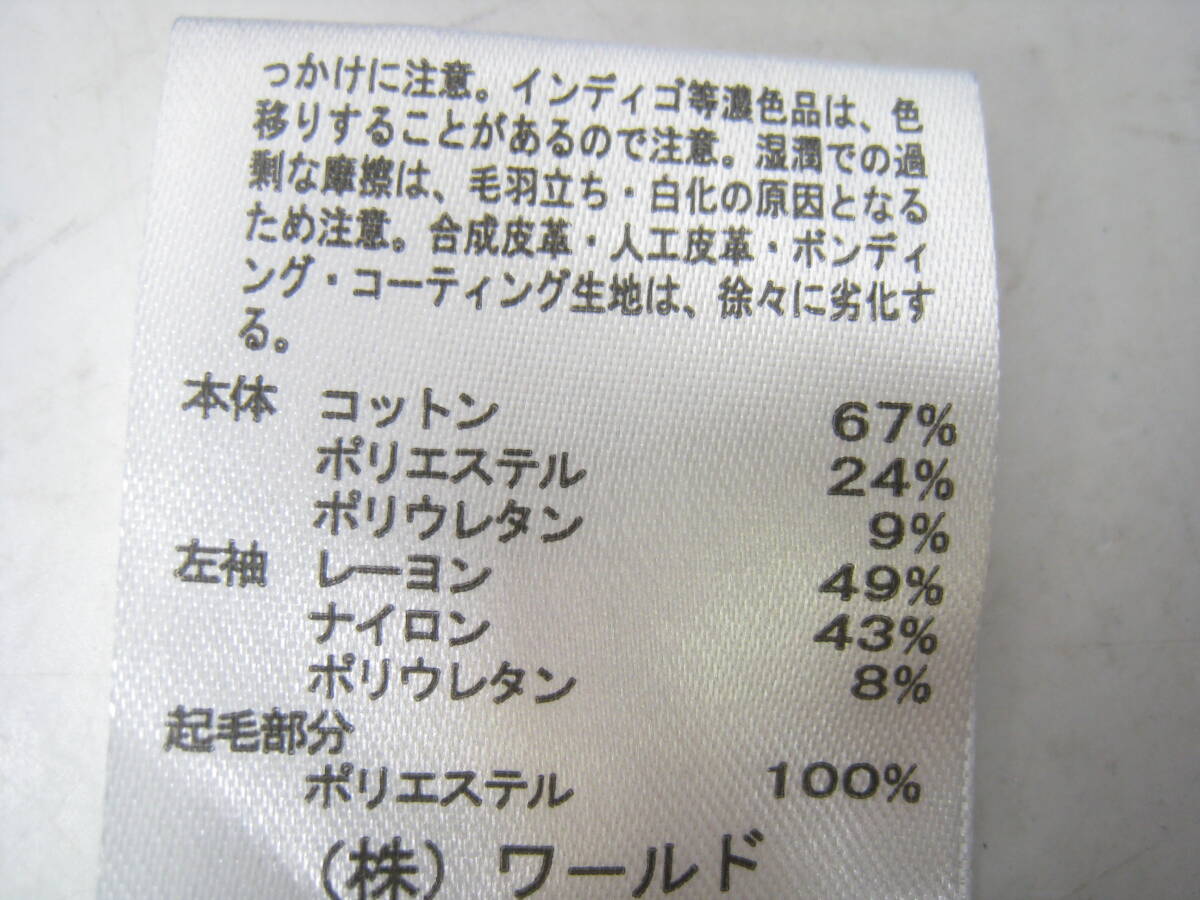 っかけに注意。インディゴ等濃色品は、色
移りすることがあるので注意。湿潤での過
剰な摩擦は、毛羽立ち・白化の原因となる
ため注意。合成皮革・人工皮革・ボンディ
ング・コーティング生地は、徐々に劣化す
る。
本体 コットン 67%
ポリエステル 24%
ポリウレタン 9%
左袖 レーヨン 49%
ナイロン 43%
ポリウレタン 8%
起毛部分
ポリエステル 100%
(株) ワールド